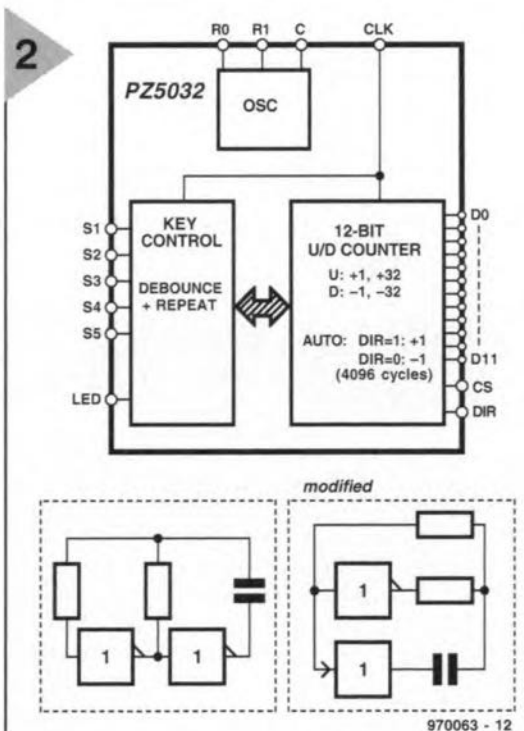 2
R0 R1 C CLK
PZ5032
OSC
S1
S2
S3
S4
S5
LED
KEY
CONTROL
DEBOUNCE
+ REPEAT
12-BIT
U/D COUNTER
U: +1, +32
D: −1, −32
AUTO: DIR=1: +1
DIR=0: −1
(4096 cycles)
D0
D11
CS
DIR
modified
1 1
1
1
970063 - 12